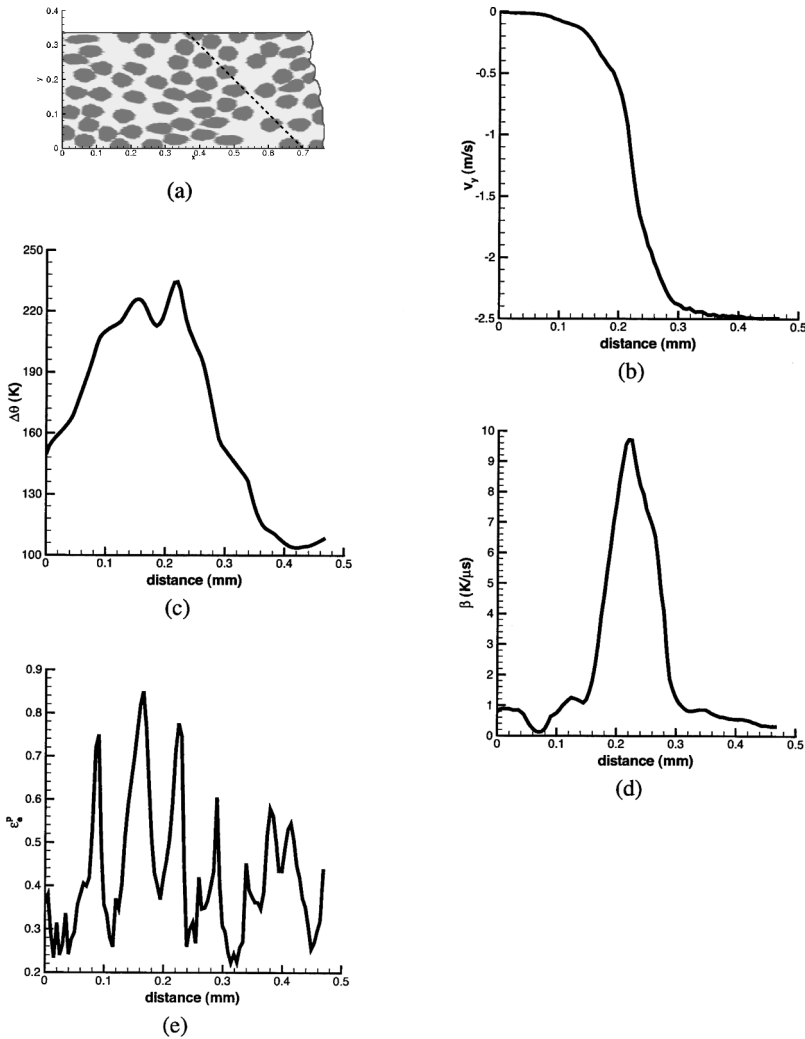 0.4
0.3
0.2
0.1
0
y
0 0.1 0.2 0.3 0.4 0.5 0.6 0.7
x
(a)
0
-0.5
-1
-1.5
-2
-2.5
v_y (m/s)
0 0.1 0.2 0.3 0.4 0.5
distance (mm)
(b)
250
220
190
160
130
100
Δθ (K)
0 0.1 0.2 0.3 0.4 0.5
distance (mm)
(c)
10
9
8
7
6
5
4
3
2
1
0
β (K/μs)
0 0.1 0.2 0.3 0.4 0.5
distance (mm)
(d)
0.9
0.8
0.7
0.6
0.5
0.4
0.3
0.2
ε_e^p
0 0.1 0.2 0.3 0.4 0.5
distance (mm)
(e)